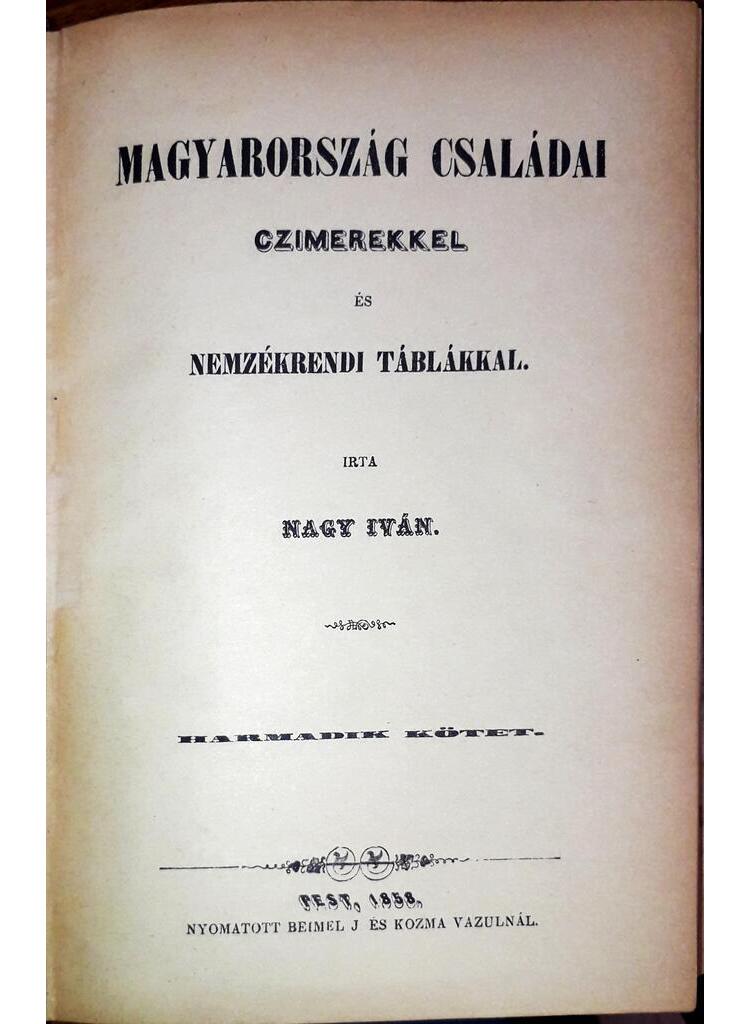 MAGYARORSZÁG CSALÁDAI
CZIMEREKKEL
ÉS
NEMZÉKRENDI TÁBLÁKKAL.
IRTA
NAGY IVÁN.
HARMADIK KÖTET.
PEST, 1858.
NYOMATOTT BEIMEL J ÉS KOZMA VAZULNÁL.